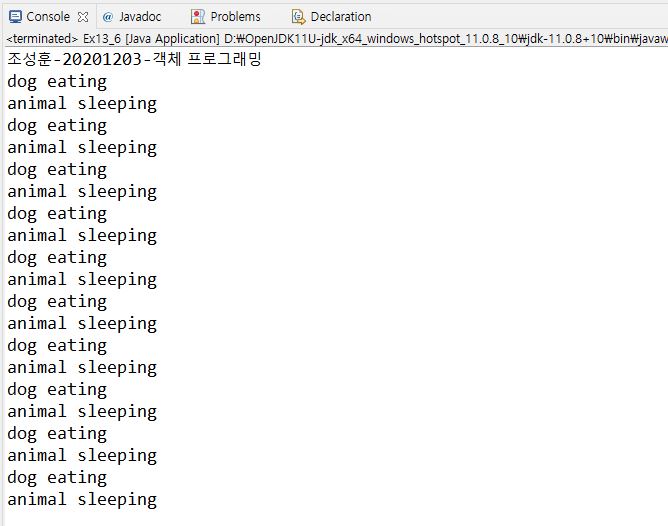 Console Javadoc Problems Declaration
<terminated> Ex13_6 [Java Application] D:₩OpenJDK11U-jdk_x64_windows_hotspot_11.0.8_10₩jdk-11.0.8+10₩bin₩javaw
조성훈-20201203-객체 프로그래밍
dog eating
animal sleeping
dog eating
animal sleeping
dog eating
animal sleeping
dog eating
animal sleeping
dog eating
animal sleeping
dog eating
animal sleeping
dog eating
animal sleeping
dog eating
animal sleeping
dog eating
animal sleeping
dog eating
animal sleeping